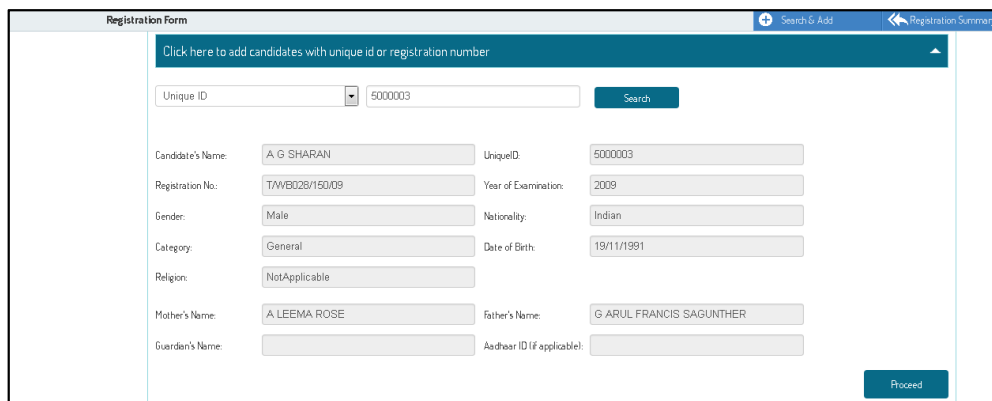 Registration Form Search & Add Registration Summary
Click here to add candidates with unique id or registration number
Unique ID 5000003 Search
Candidate's Name: A G SHARAN UniqueID: 5000003
Registration No.: T/WB028/150/09 Year of Examination: 2009
Gender: Male Nationality: Indian
Category: General Date of Birth: 19/11/1991
Religion: NotApplicable
Mother's Name: A LEEMA ROSE Father's Name: G ARUL FRANCIS SAGUNTHER
Guardian's Name: Aadhaar ID (if applicable):
Proceed